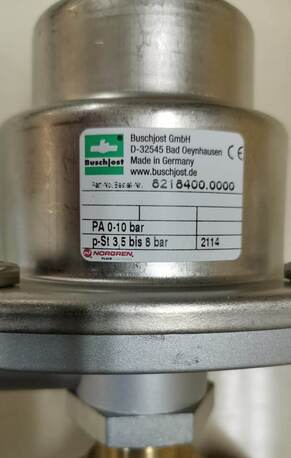 Buschjost GmbH
D-32545 Bad Oeynhausen
Made in Germany
www.buschjost.de
Buschjost
CE
Part No. Bestell-Nr. 8218400.0000
PA 0-10 bar
p-St 3,5 bis 8 bar 2114
NORGREN